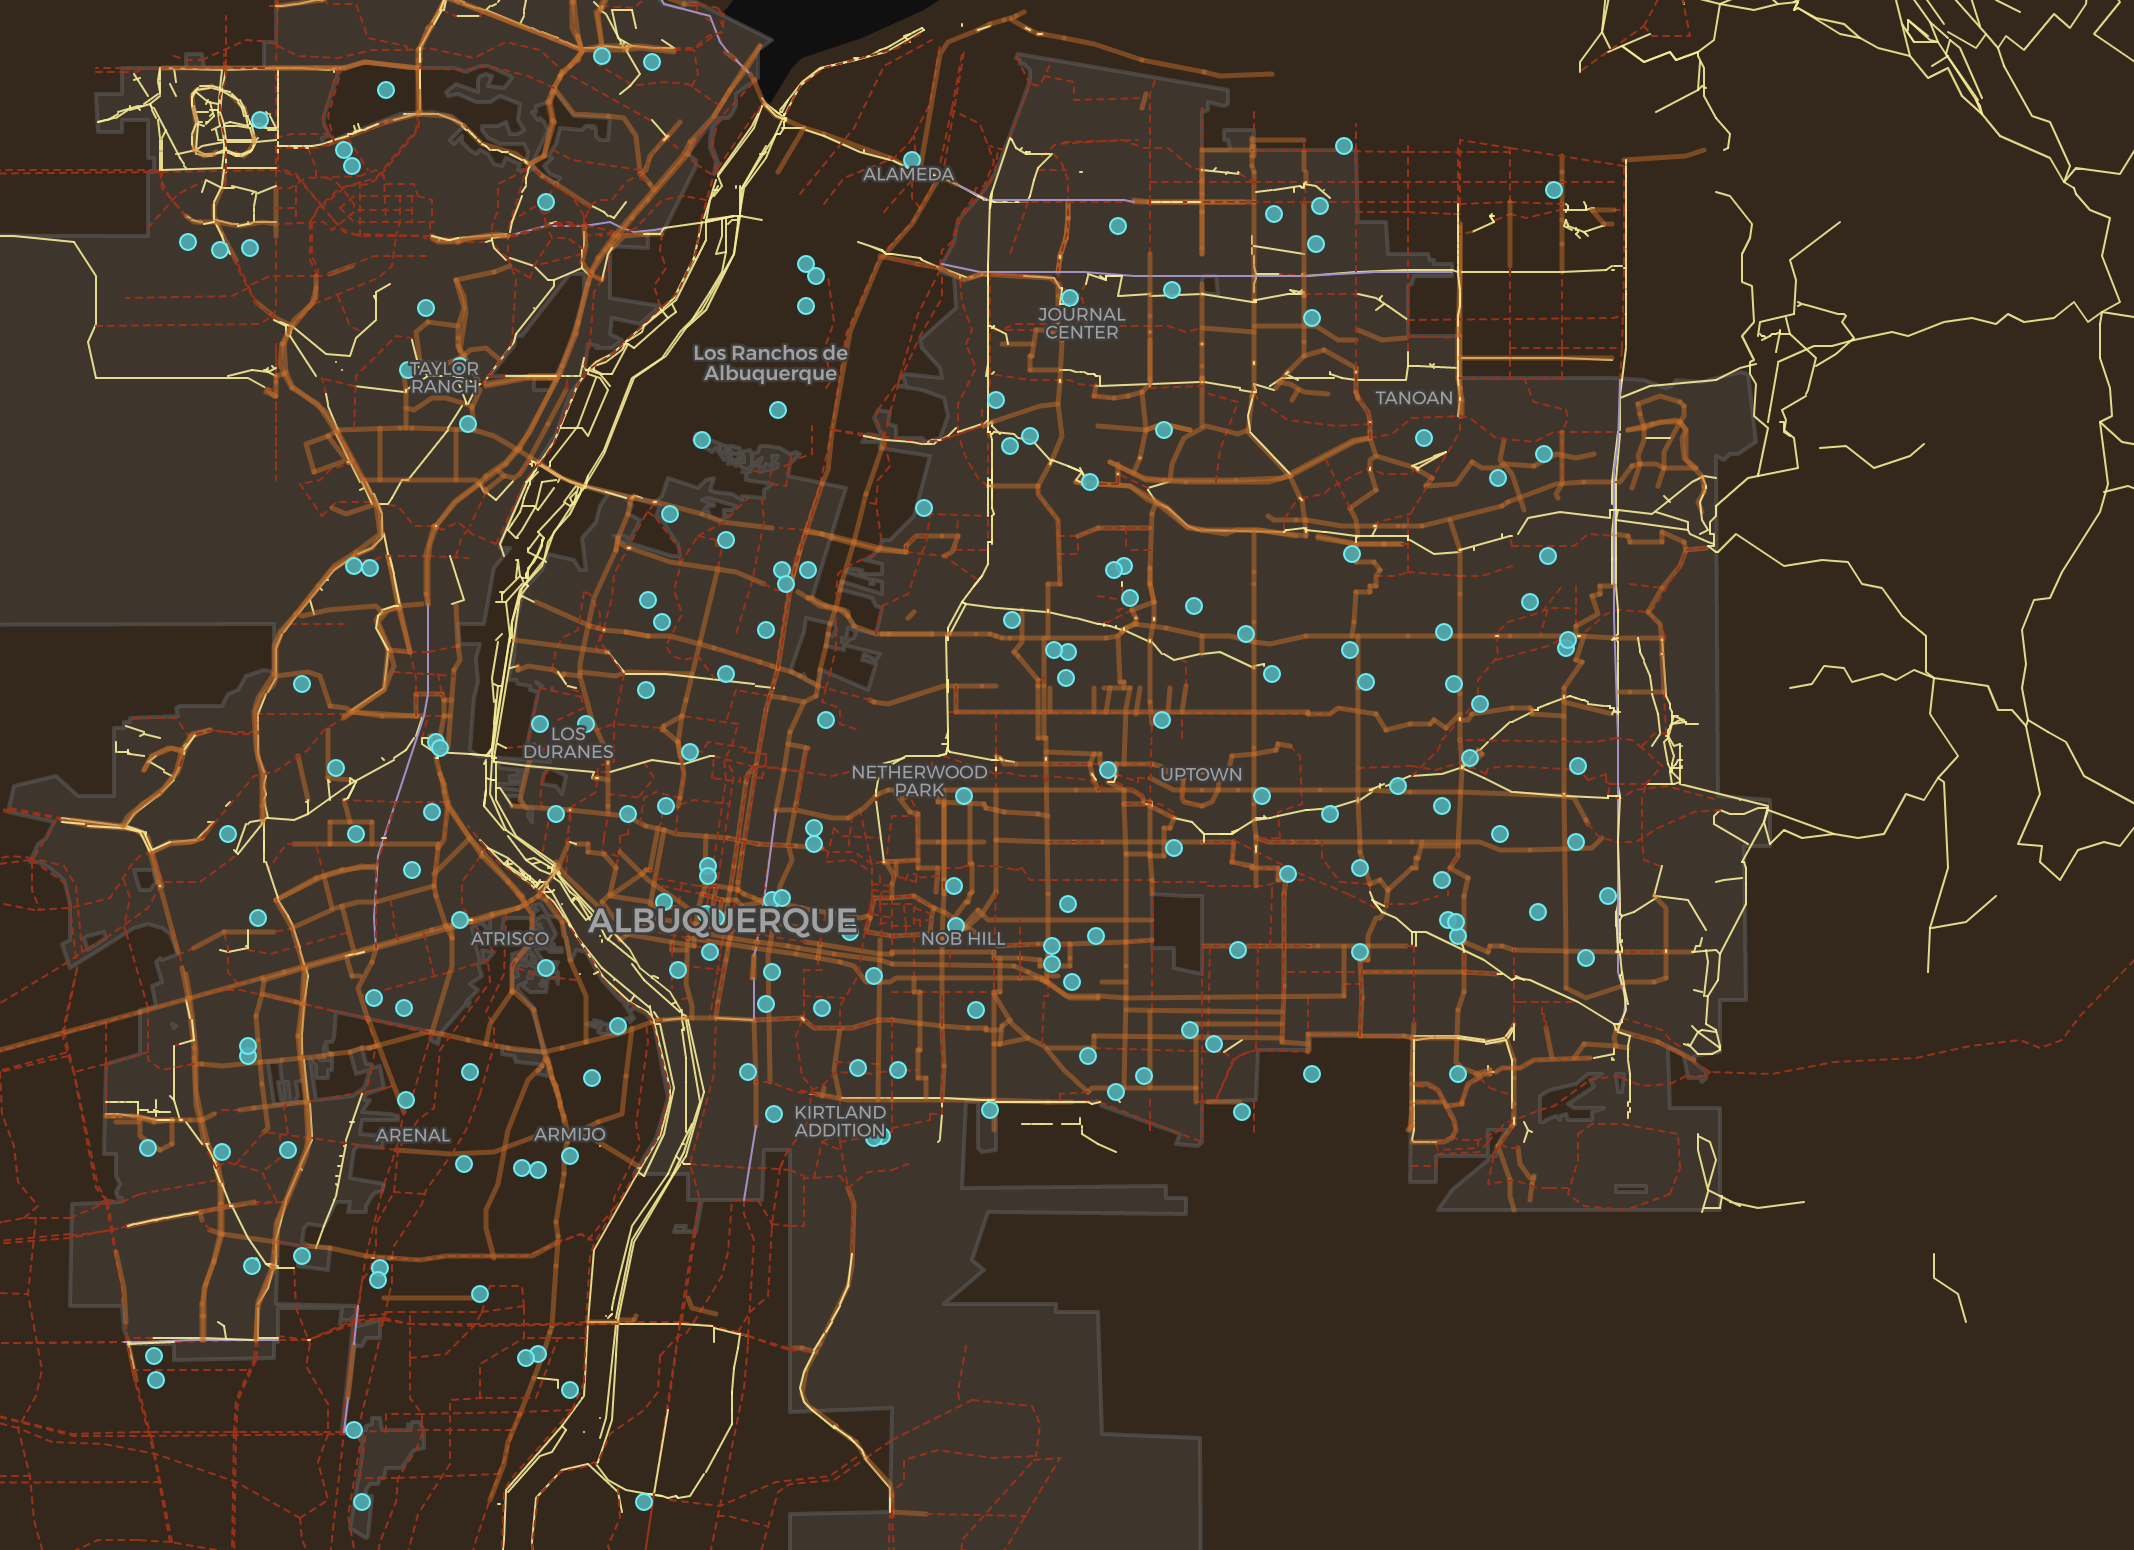 ALAMEDA
JOURNAL
CENTER
Los Ranchos de
Albuquerque
TAYLOR
RANCH
TANOAN
LOS
DURANES
NETHERWOOD
PARK
UPTOWN
ALBUQUERQUE
ATRISCO
NOB HILL
KIRTLAND
ADDITION
ARENAL
ARMIJO